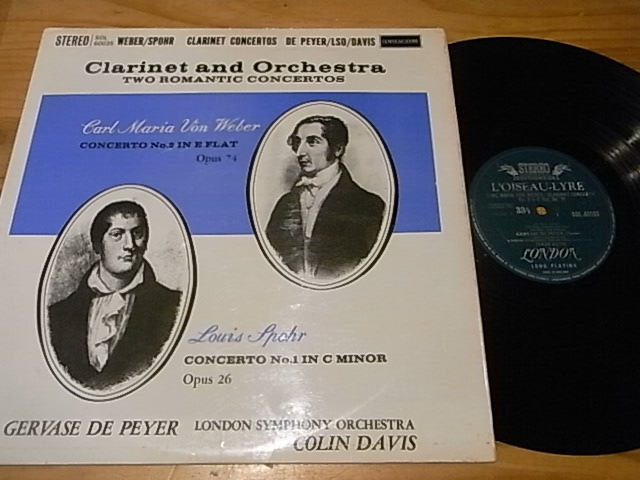 STEREO SOL 60035 WEBER/SPOHR CLARINET CONCERTOS DE PEYER/LSO/DAVIS
Clarinet and Orchestra
TWO ROMANTIC CONCERTOS
Carl Maria Von Weber
CONCERTO No.2 IN E FLAT
Opus 74
Louis Spohr
CONCERTO No.1 IN C MINOR
Opus 26
GERVASE DE PEYER LONDON SYMPHONY ORCHESTRA
COLIN DAVIS
STEREO
L'OISEAU-LYRE
33⅓
LONDON
LONG PLAYING